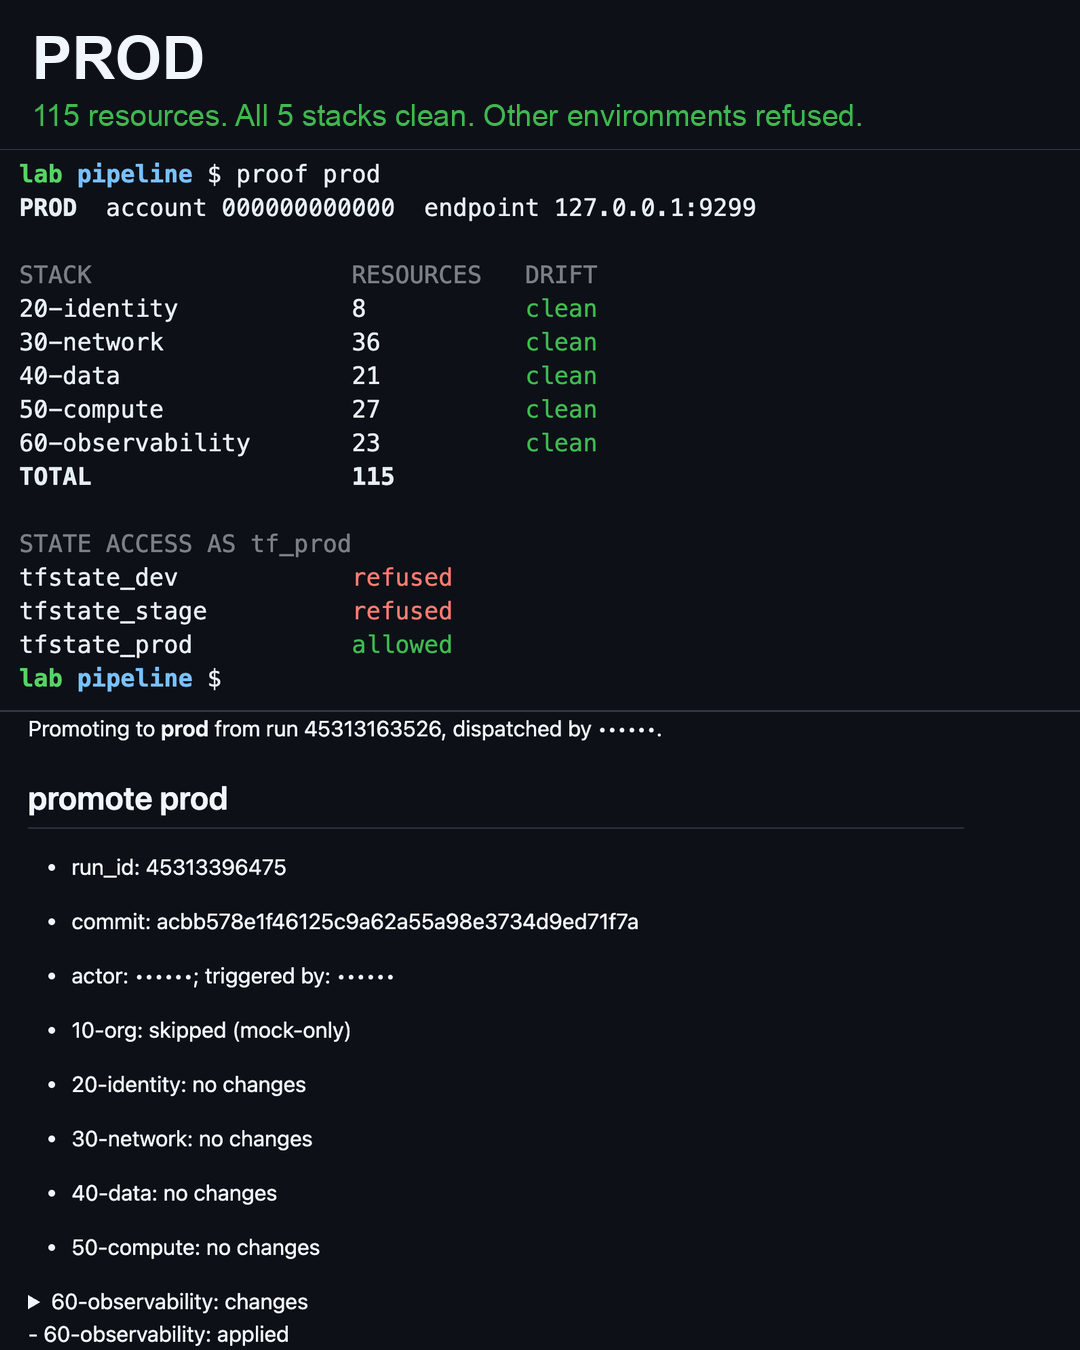 PROD
115 resources. All 5 stacks clean. Other environments refused.
lab pipeline $ proof prod
PROD  account 000000000000  endpoint 127.0.0.1:9299
STACK  RESOURCES  DRIFT
20-identity  8  clean
30-network  36  clean
40-data  21  clean
50-compute  27  clean
60-observability  23  clean
TOTAL  115
STATE ACCESS AS tf_prod
tfstate_dev  refused
tfstate_stage  refused
tfstate_prod  allowed
lab pipeline $
Promoting to prod from run 45313163526, dispatched by ••••••.
promote prod
• run_id: 45313396475
• commit: acbb578e1f46125c9a62a55a98e3734d9ed71f7a
• actor: ••••••; triggered by: ••••••
• 10-org: skipped (mock-only)
• 20-identity: no changes
• 30-network: no changes
• 40-data: no changes
• 50-compute: no changes
▶ 60-observability: changes
- 60-observability: applied